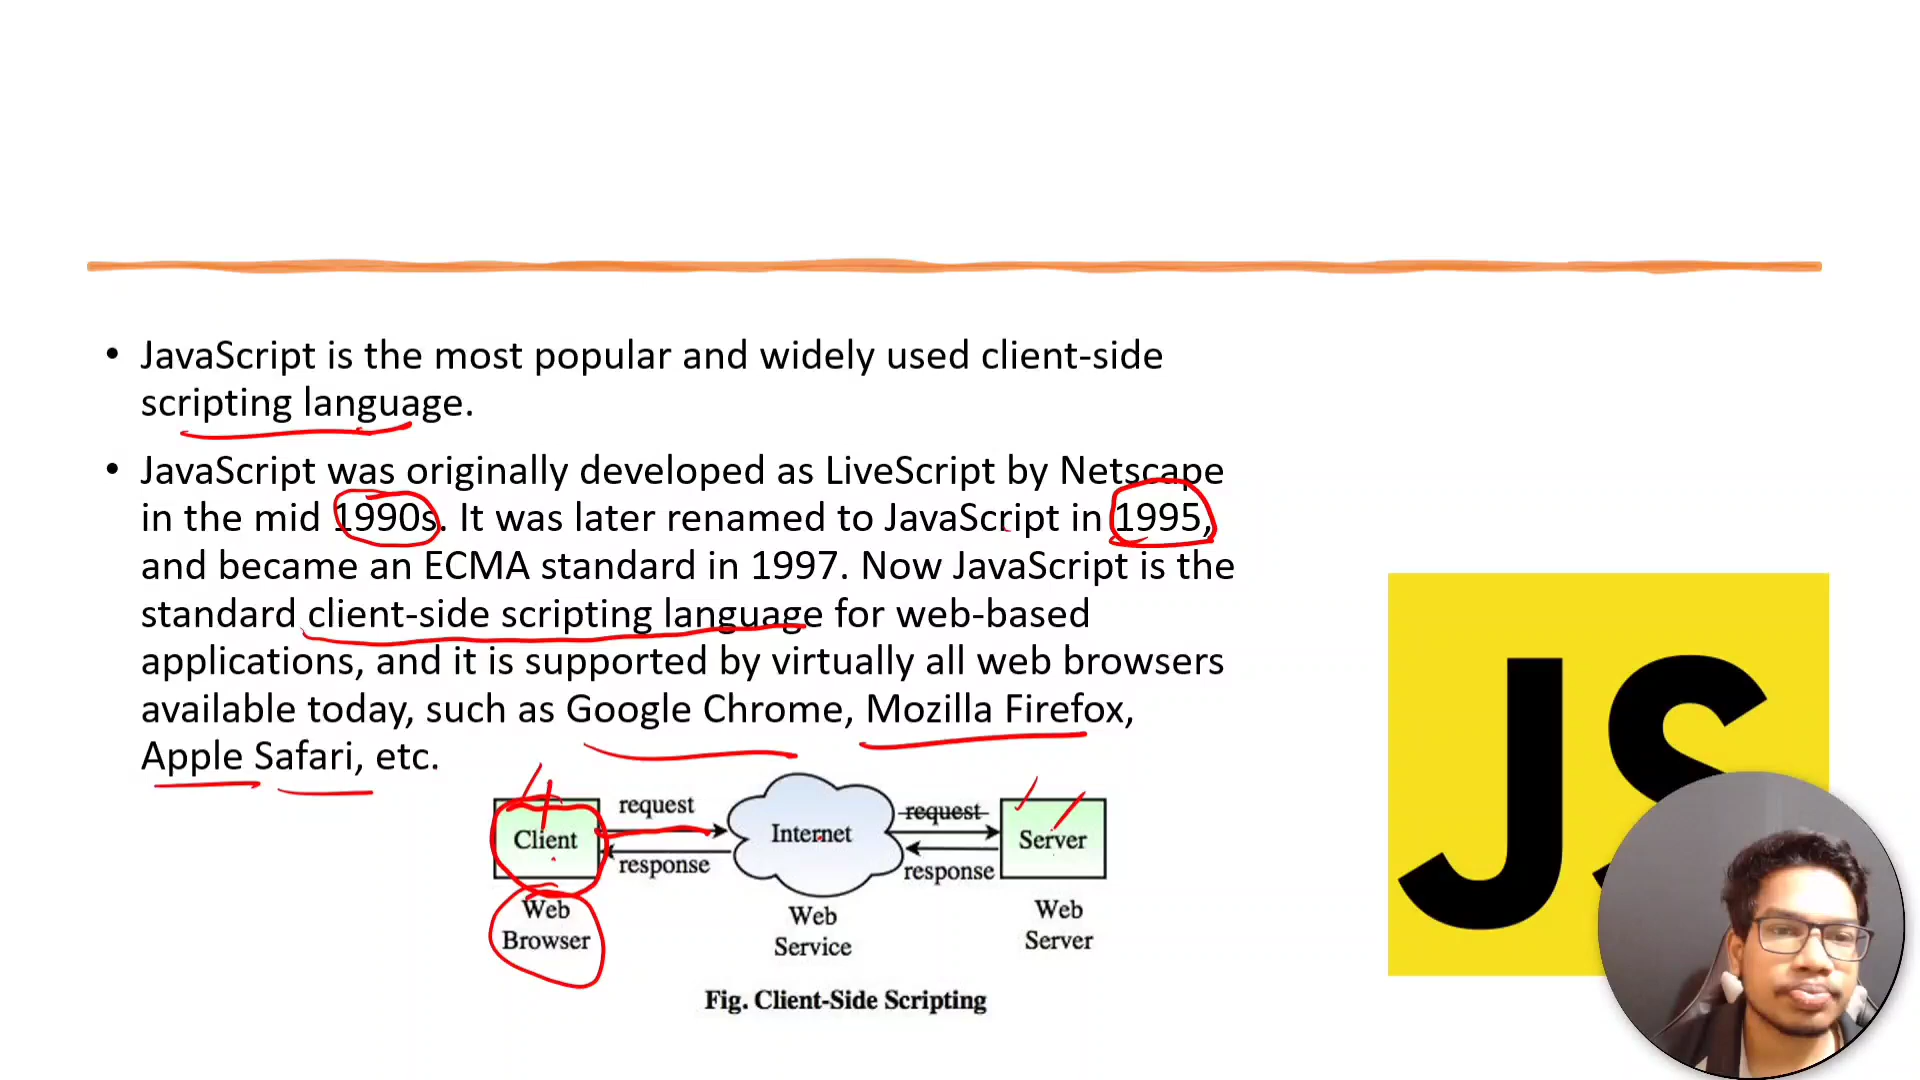 • JavaScript is the most popular and widely used client-side
scripting language.
• JavaScript was originally developed as LiveScript by Netscape
in the mid 1990s. It was later renamed to JavaScript in 1995,
and became an ECMA standard in 1997. Now JavaScript is the
standard client-side scripting language for web-based
applications, and it is supported by virtually all web browsers
available today, such as Google Chrome, Mozilla Firefox,
Apple Safari, etc.
request
Client
response
Web
Browser
Internet
Web
Service
request
response
Server
Web
Server
Fig. Client-Side Scripting
JS